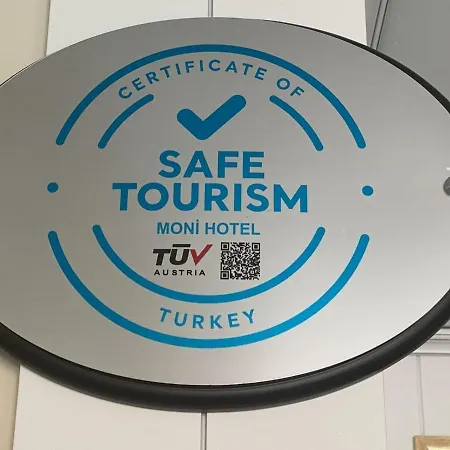 CERTIFICATE OF
SAFE
TOURISM
MONİ HOTEL
TÜV
AUSTRIA
TURKEY